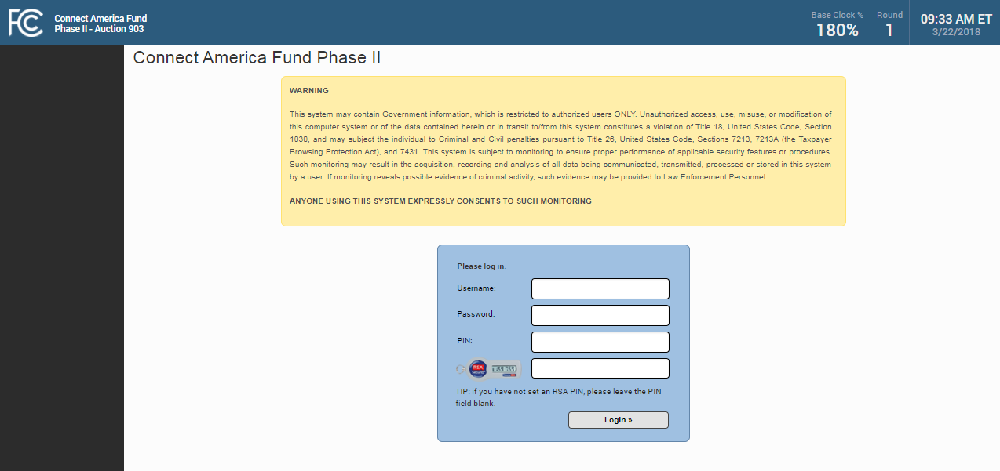 FCC
Connect America Fund
Phase II - Auction 903
Base Clock %
180%
Round
1
09:33 AM ET
3/22/2018
Connect America Fund Phase II
WARNING
This system may contain Government information, which is restricted to authorized users ONLY. Unauthorized access, use, misuse, or modification of
this computer system or of the data contained herein or in transit to/from this system constitutes a violation of Title 18, United States Code, Section
1030, and may subject the individual to Criminal and Civil penalties pursuant to Title 26, United States Code, Sections 7213, 7213A (the Taxpayer
Browsing Protection Act), and 7431. This system is subject to monitoring to ensure proper performance of applicable security features or procedures.
Such monitoring may result in the acquisition, recording and analysis of all data being communicated, transmitted, processed or stored in this system
by a user. If monitoring reveals possible evidence of criminal activity, such evidence may be provided to Law Enforcement Personnel.
ANYONE USING THIS SYSTEM EXPRESSLY CONSENTS TO SUCH MONITORING
Please log in.
Username:
Password:
PIN:
RSA
SecurID
159 759
TIP: if you have not set an RSA PIN, please leave the PIN
field blank.
Login »